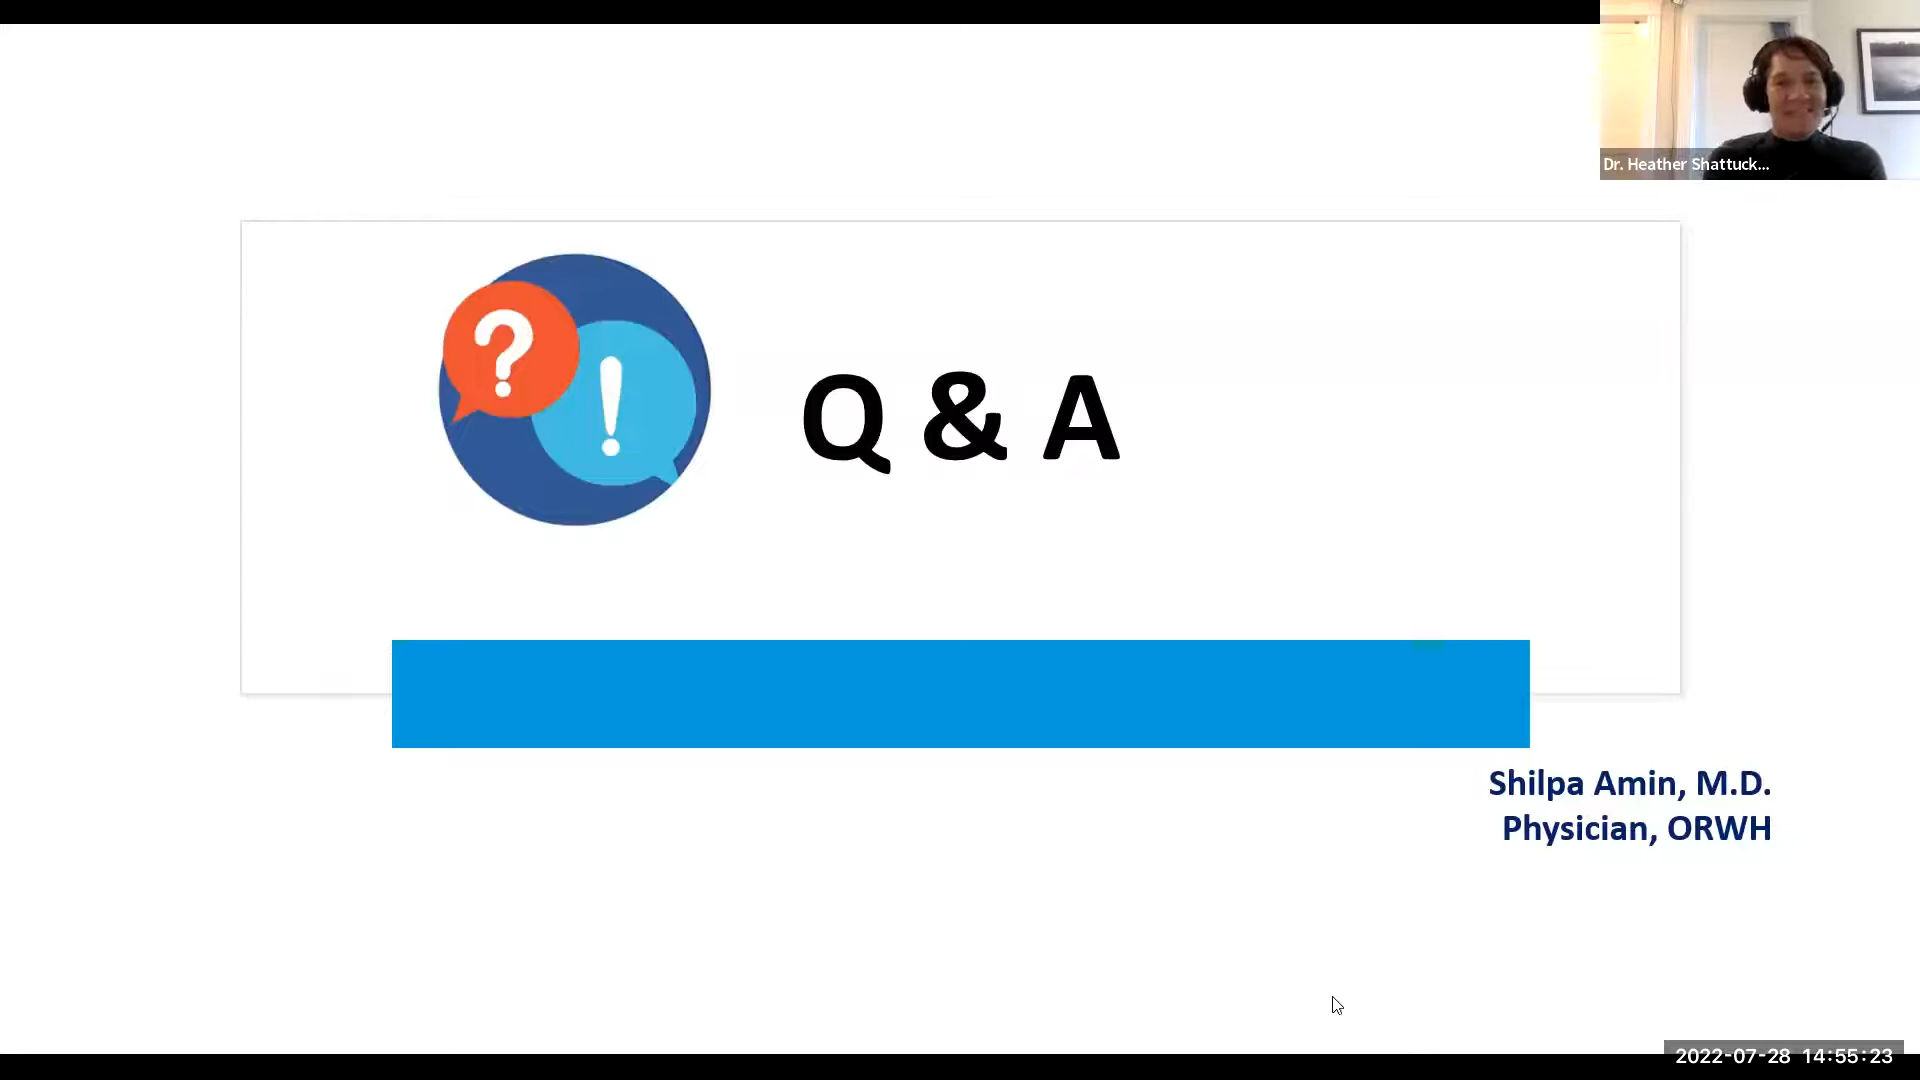 Dr. Heather Shattuck...
? !
Q & A
Shilpa Amin, M.D.
Physician, ORWH
2022-07-28 14:55:23